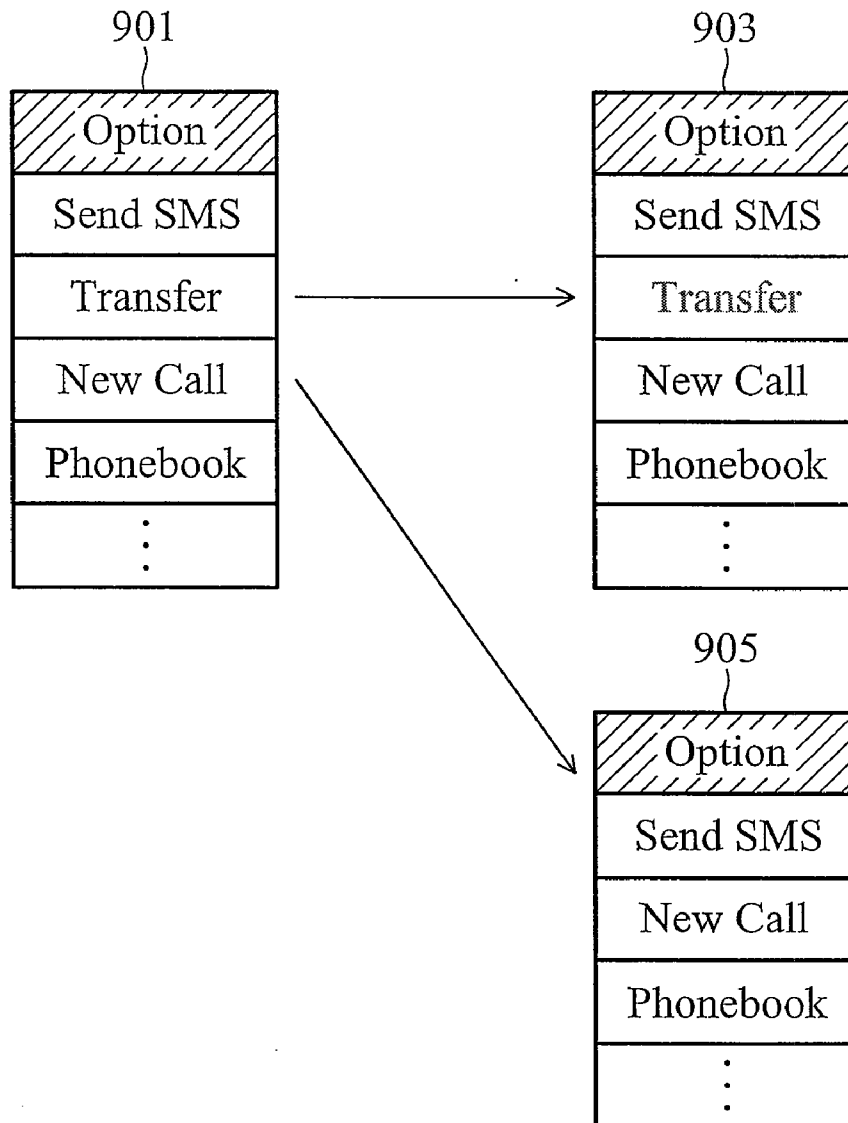 901
Option
Send SMS
Transfer
New Call
Phonebook
903
Option
Send SMS
Transfer
New Call
Phonebook
905
Option
Send SMS
New Call
Phonebook